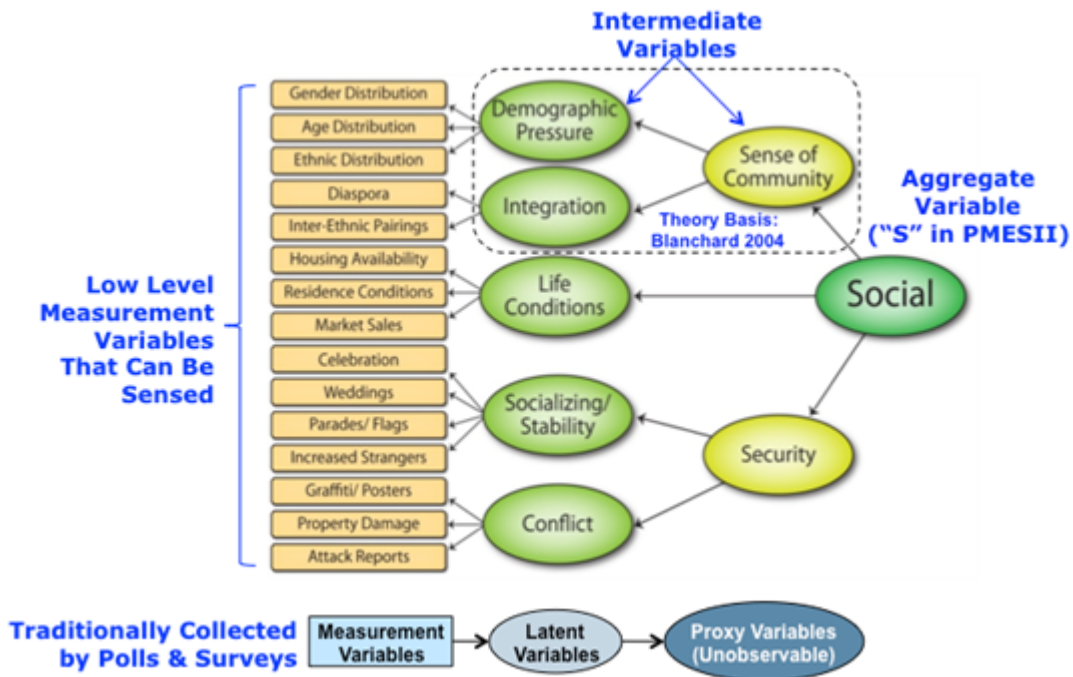 Intermediate
Variables
Gender Distribution
Age Distribution
Ethnic Distribution
Diaspora
Inter-Ethnic Pairings
Housing Availability
Residence Conditions
Market Sales
Celebration
Weddings
Parades/ Flags
Increased Strangers
Graffiti/ Posters
Property Damage
Attack Reports
Low Level
Measurement
Variables
That Can Be
Sensed
Demographic
Pressure
Integration
Life
Conditions
Socializing/
Stability
Conflict
Sense of
Community
Theory Basis:
Blanchard 2004
Security
Aggregate
Variable
(“S” in PMESII)
Social
Traditionally Collected
by Polls & Surveys
Measurement
Variables
Latent
Variables
Proxy Variables
(Unobservable)